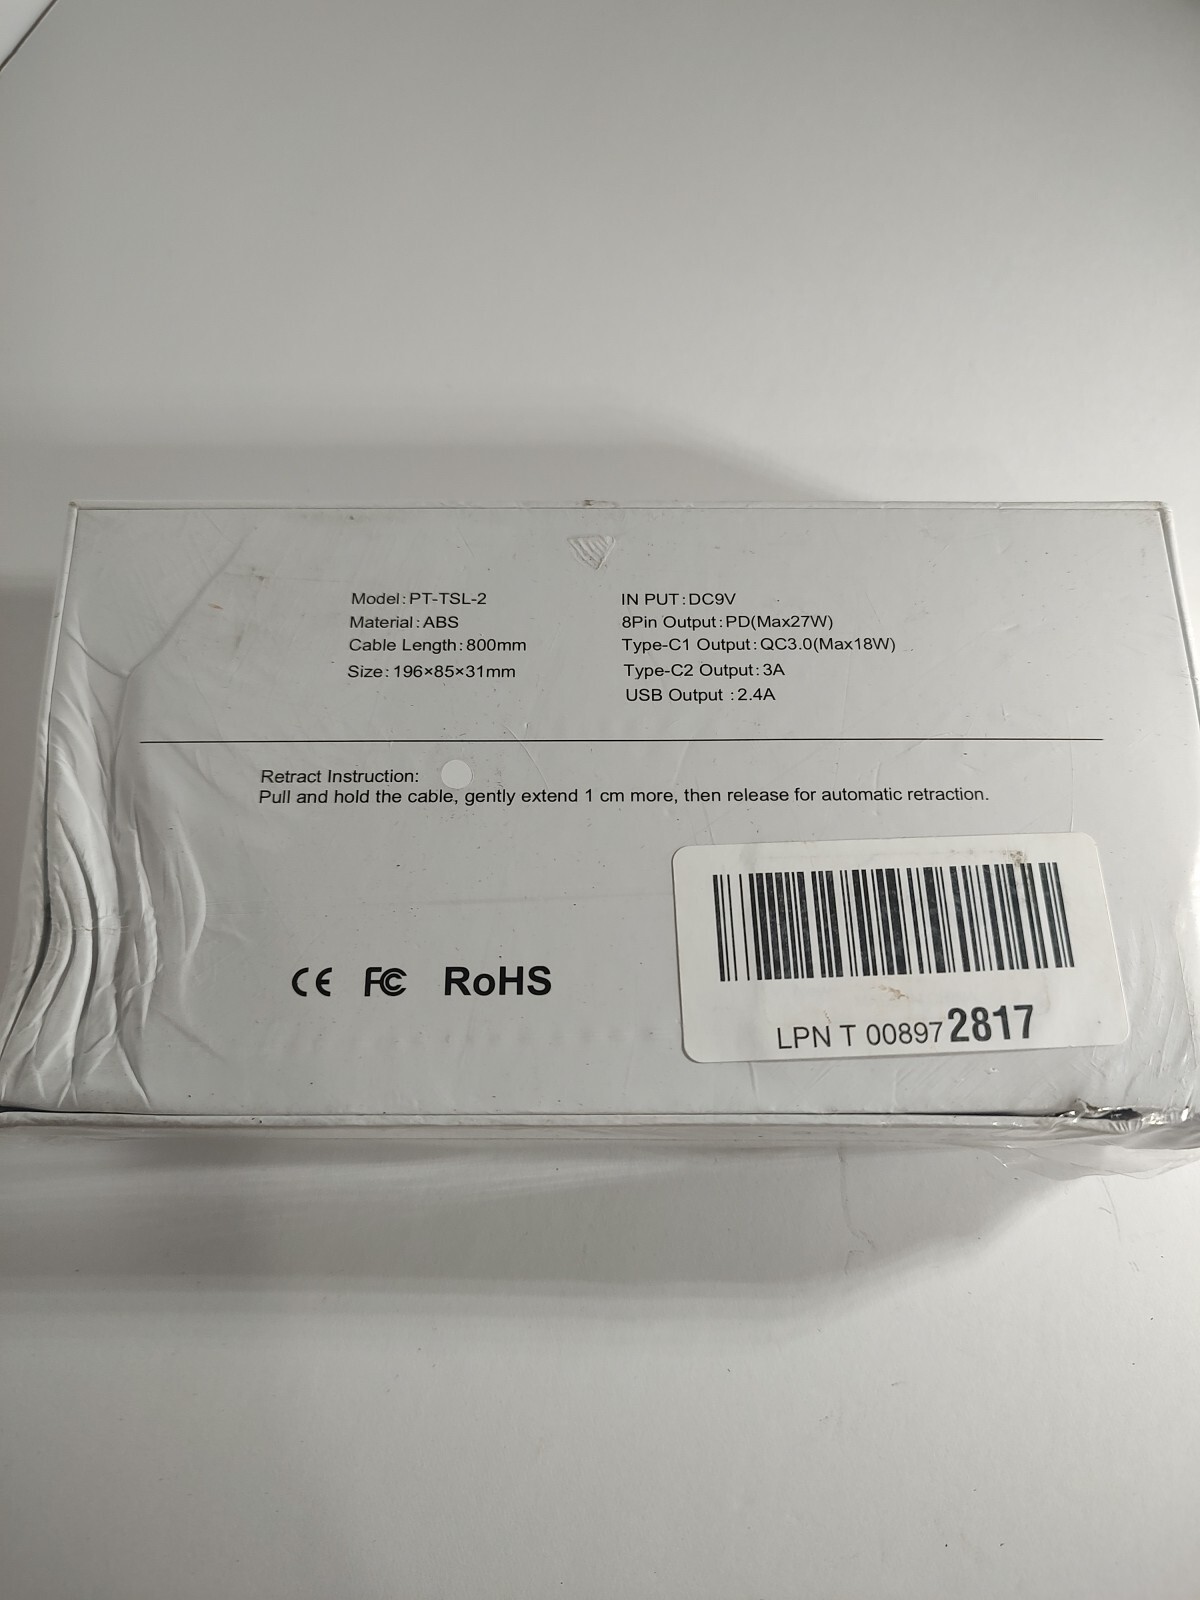 Model:PT-TSL-2
Material:ABS
Cable Length:800mm
Size:196×85×31mm
IN PUT:DC9V
8Pin Output:PD(Max27W)
Type-C1 Output:QC3.0(Max18W)
Type-C2 Output:3A
USB Output :2.4A
Retract Instruction:
Pull and hold the cable, gently extend 1 cm more, then release for automatic retraction.
CE FC RoHS
LPN T 008972817